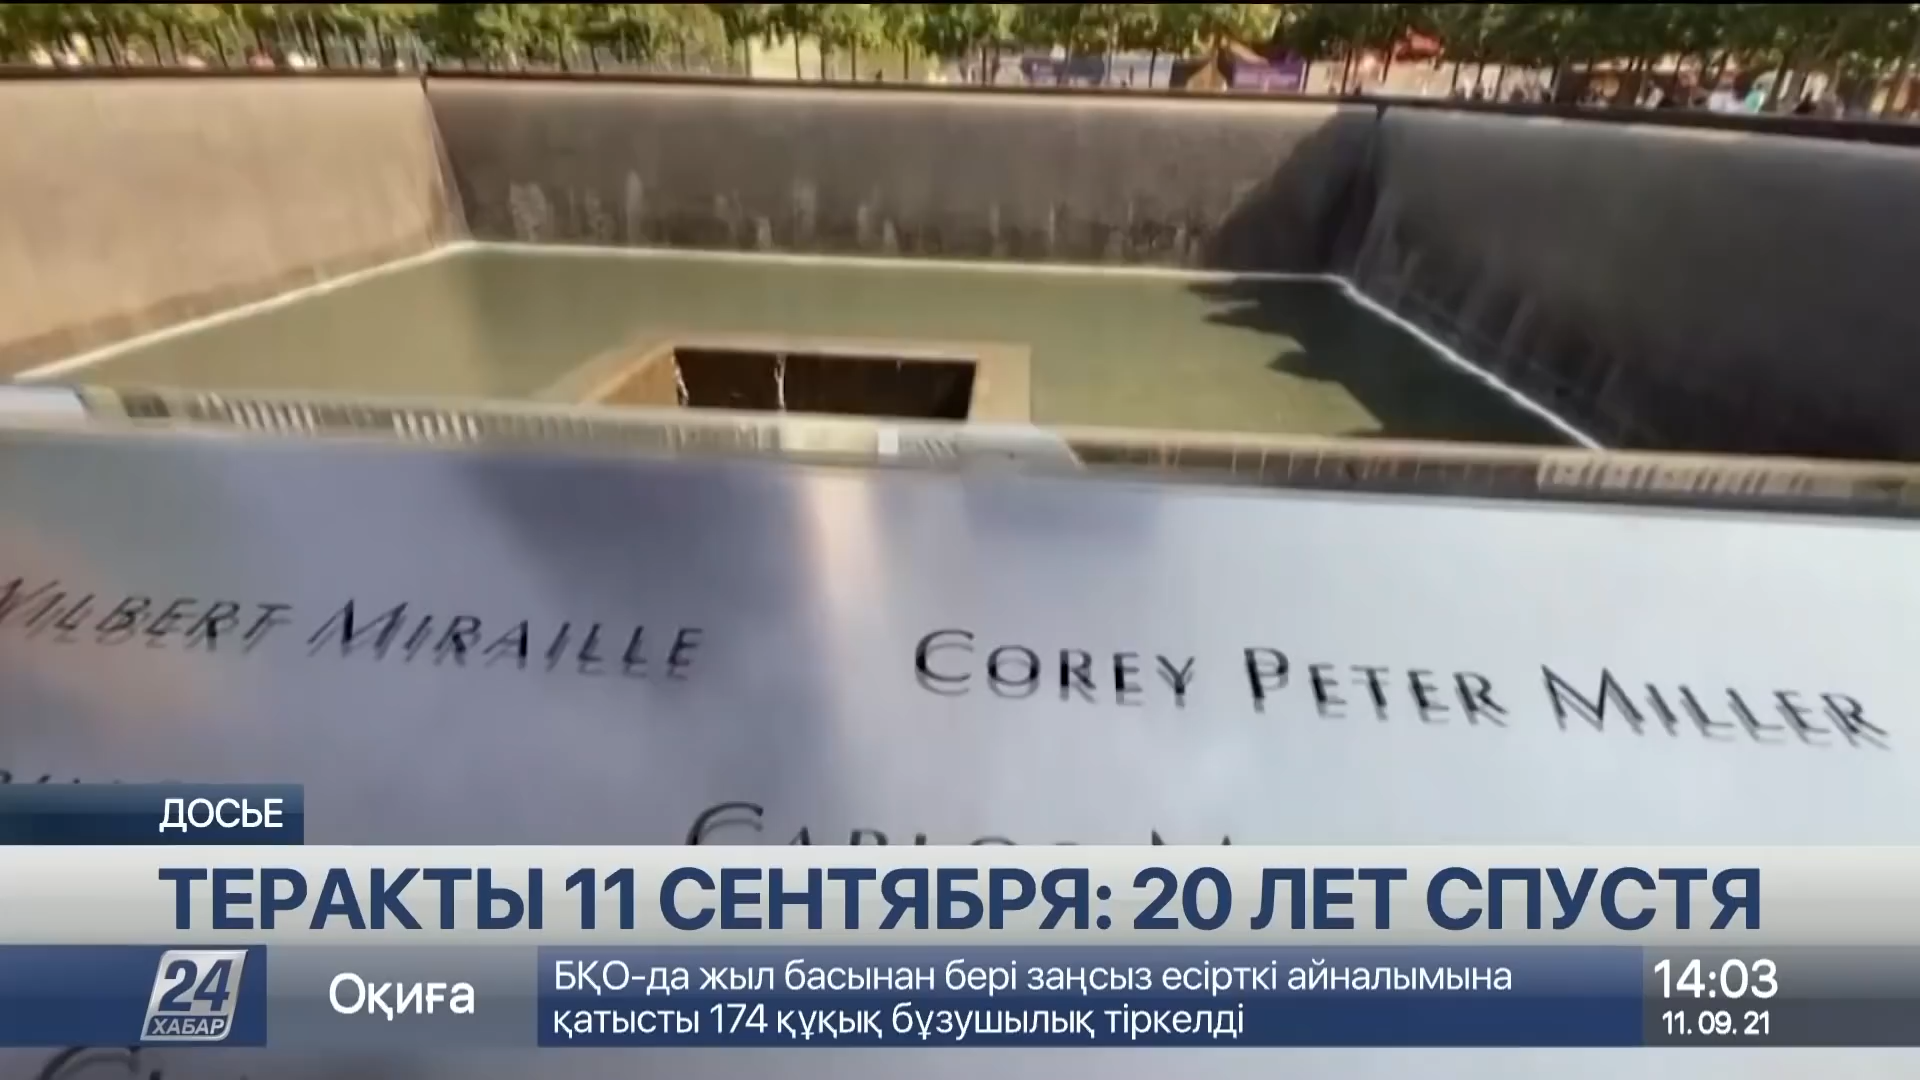 WILBERT MIRAILLE
COREY PETER MILLER
ДОСЬЕ
ТЕРАКТЫ 11 СЕНТЯБРЯ: 20 ЛЕТ СПУСТЯ
24
ХАБАР
Оқиға
БҚО-да жыл басынан бері заңсыз есірткі айналымына
қатысты 174 құқық бұзушылық тіркелді
14:03
11. 09. 21